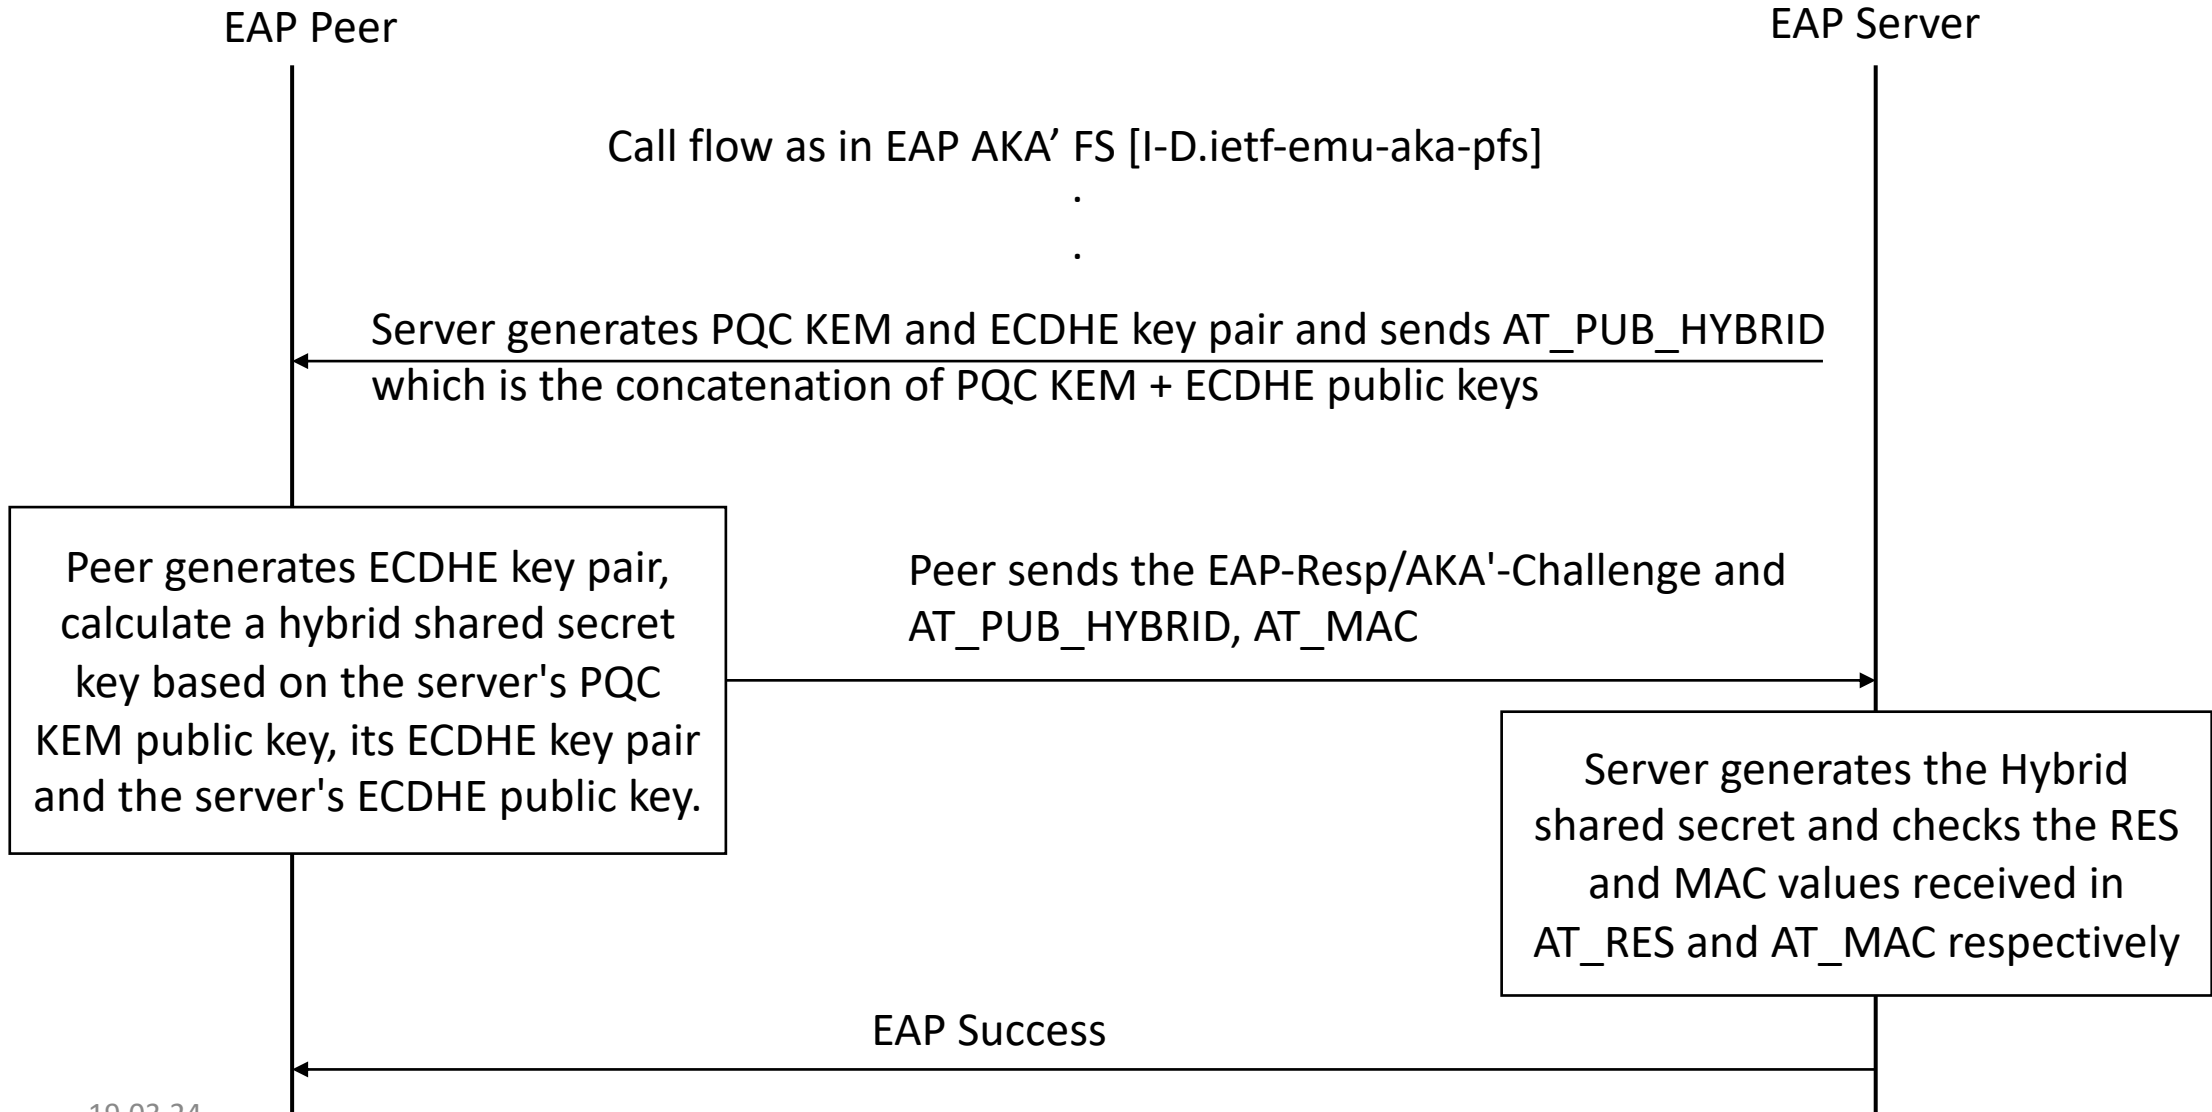 EAP Peer
EAP Server
Call flow as in EAP AKA’ FS [I-D.ietf-emu-aka-pfs]
.
.
Server generates PQC KEM and ECDHE key pair and sends AT_PUB_HYBRID
which is the concatenation of PQC KEM + ECDHE public keys
Peer generates ECDHE key pair,
calculate a hybrid shared secret
key based on the server's PQC
KEM public key, its ECDHE key pair
and the server's ECDHE public key.
Peer sends the EAP-Resp/AKA'-Challenge and
AT_PUB_HYBRID, AT_MAC
Server generates the Hybrid
shared secret and checks the RES
and MAC values received in
AT_RES and AT_MAC respectively
EAP Success